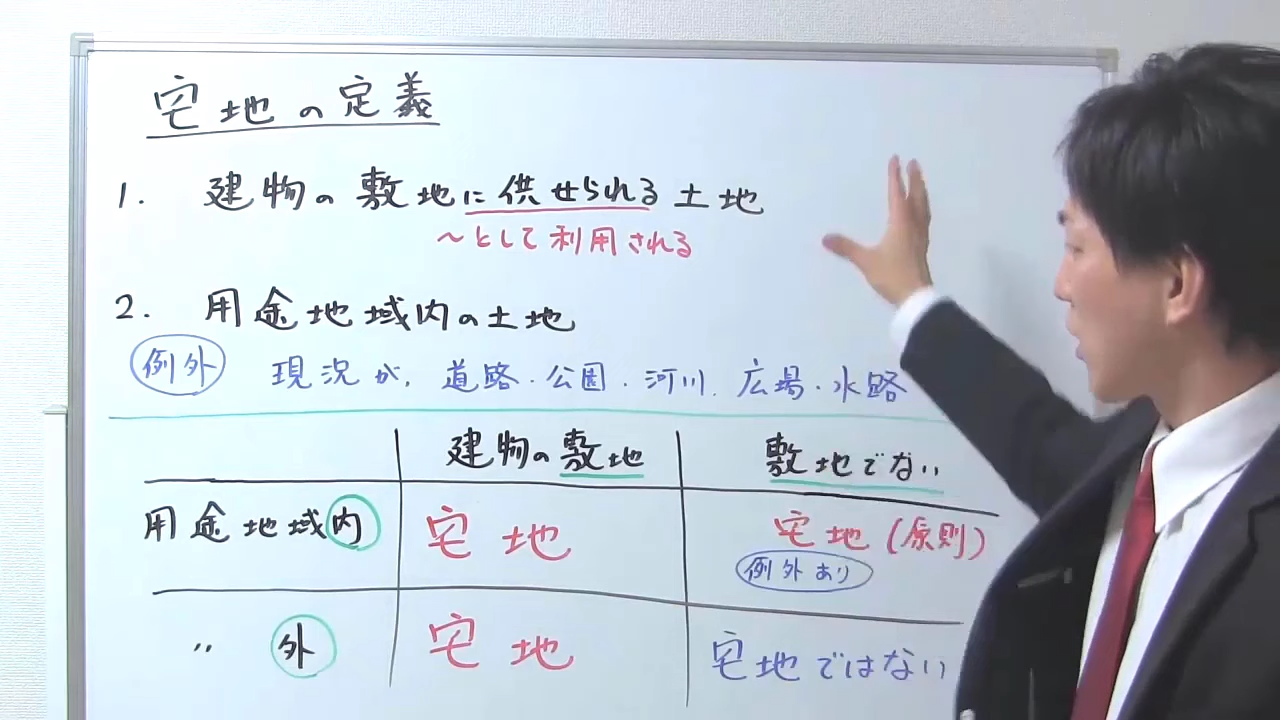 宅地の定義
1. 建物の敷地に供せられる土地
～として利用される
2. 用途地域内の土地
例外 現況が、道路・公園・河川、広場・水路
建物の敷地 敷地でない
用途地域内 宅地 宅地(原則)
例外あり
〃 外 宅地 宅地ではない